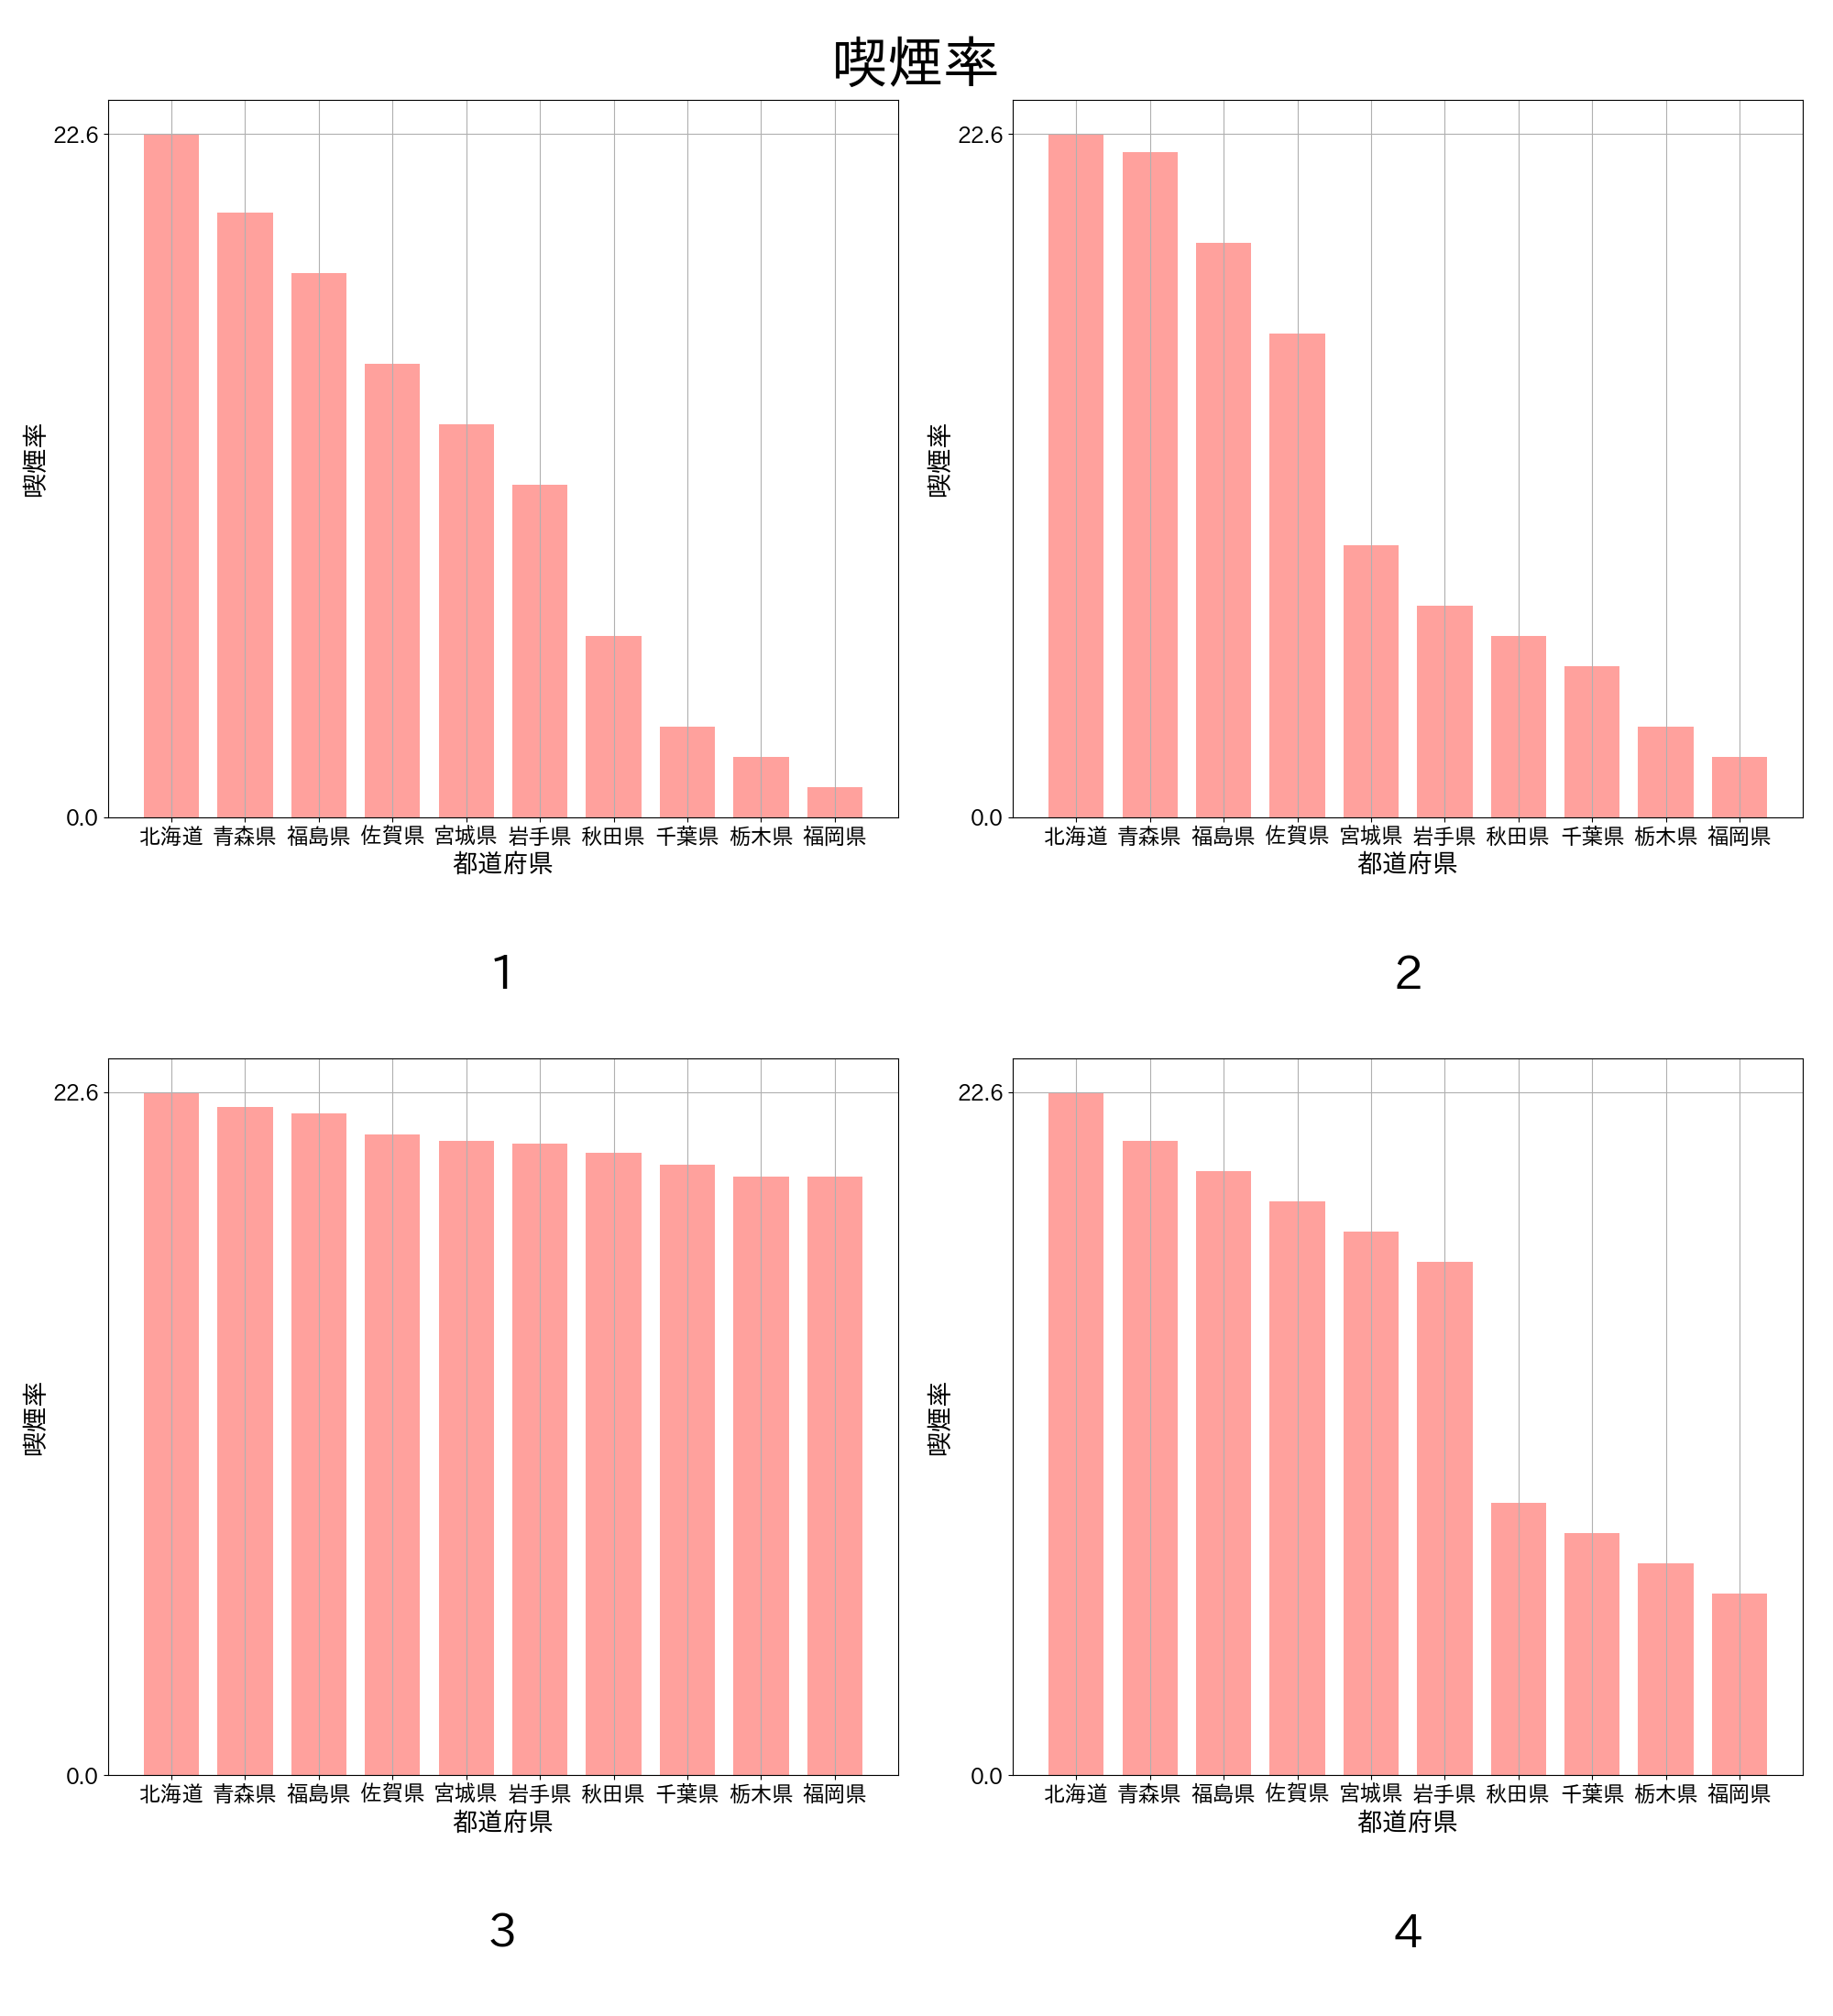 喫煙率
22.6
0.0
喫煙率
北海道 青森県 福島県 佐賀県 宮城県 岩手県 秋田県 千葉県 栃木県 福岡県
都道府県
1
22.6
0.0
喫煙率
北海道 青森県 福島県 佐賀県 宮城県 岩手県 秋田県 千葉県 栃木県 福岡県
都道府県
2
22.6
0.0
喫煙率
北海道 青森県 福島県 佐賀県 宮城県 岩手県 秋田県 千葉県 栃木県 福岡県
都道府県
3
22.6
0.0
喫煙率
北海道 青森県 福島県 佐賀県 宮城県 岩手県 秋田県 千葉県 栃木県 福岡県
都道府県
4